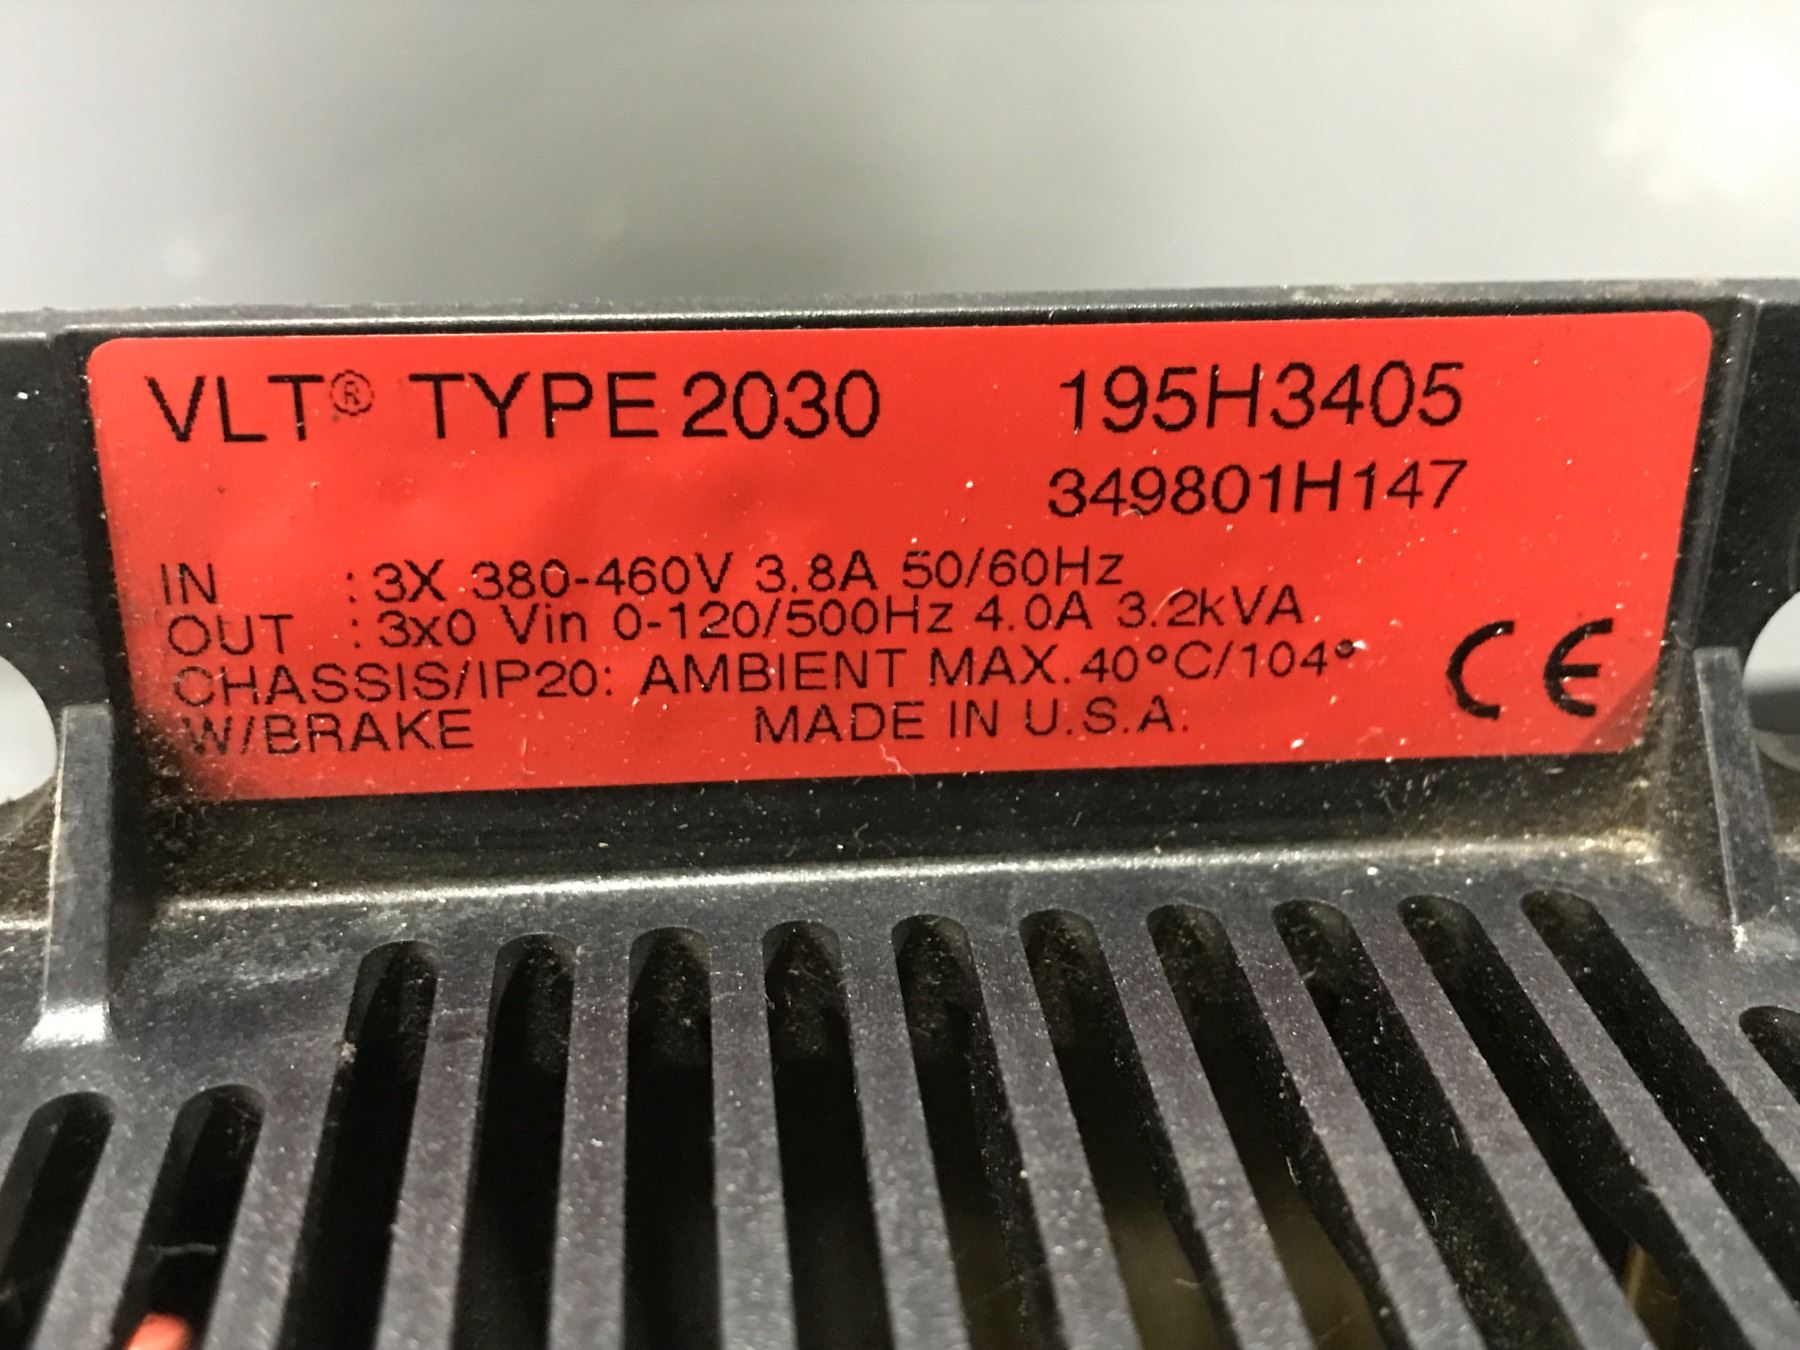 VLT® TYPE 2030 195H3405
349801H147
IN : 3X 380-460V 3.8A 50/60Hz
OUT : 3x0 Vin 0-120/500Hz 4.0A 3.2kVA
CHASSIS/IP20: AMBIENT MAX. 40°C/104°
W/BRAKE MADE IN U.S.A.
CE